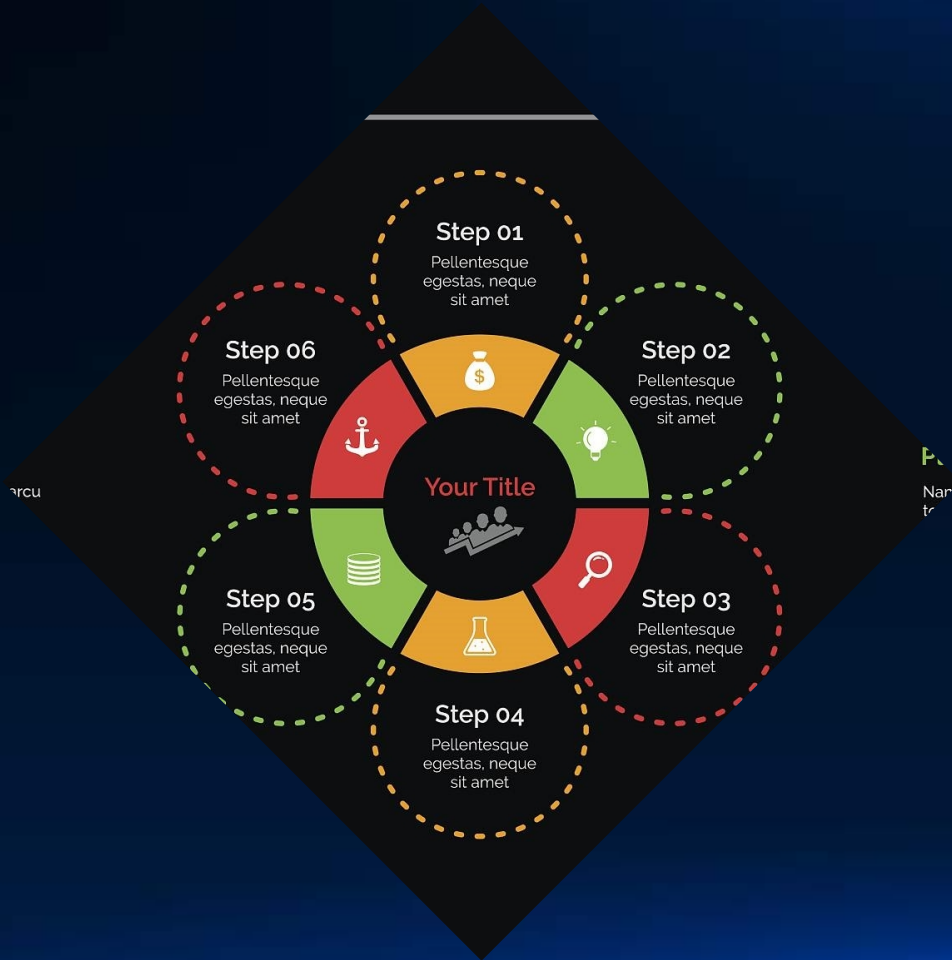 Step 01
Pellentesque
egestas, neque
sit amet
Step 02
Pellentesque
egestas, neque
sit amet
Step 03
Pellentesque
egestas, neque
sit amet
Step 04
Pellentesque
egestas, neque
sit amet
Step 05
Pellentesque
egestas, neque
sit amet
Step 06
Pellentesque
egestas, neque
sit amet
Your Title
$